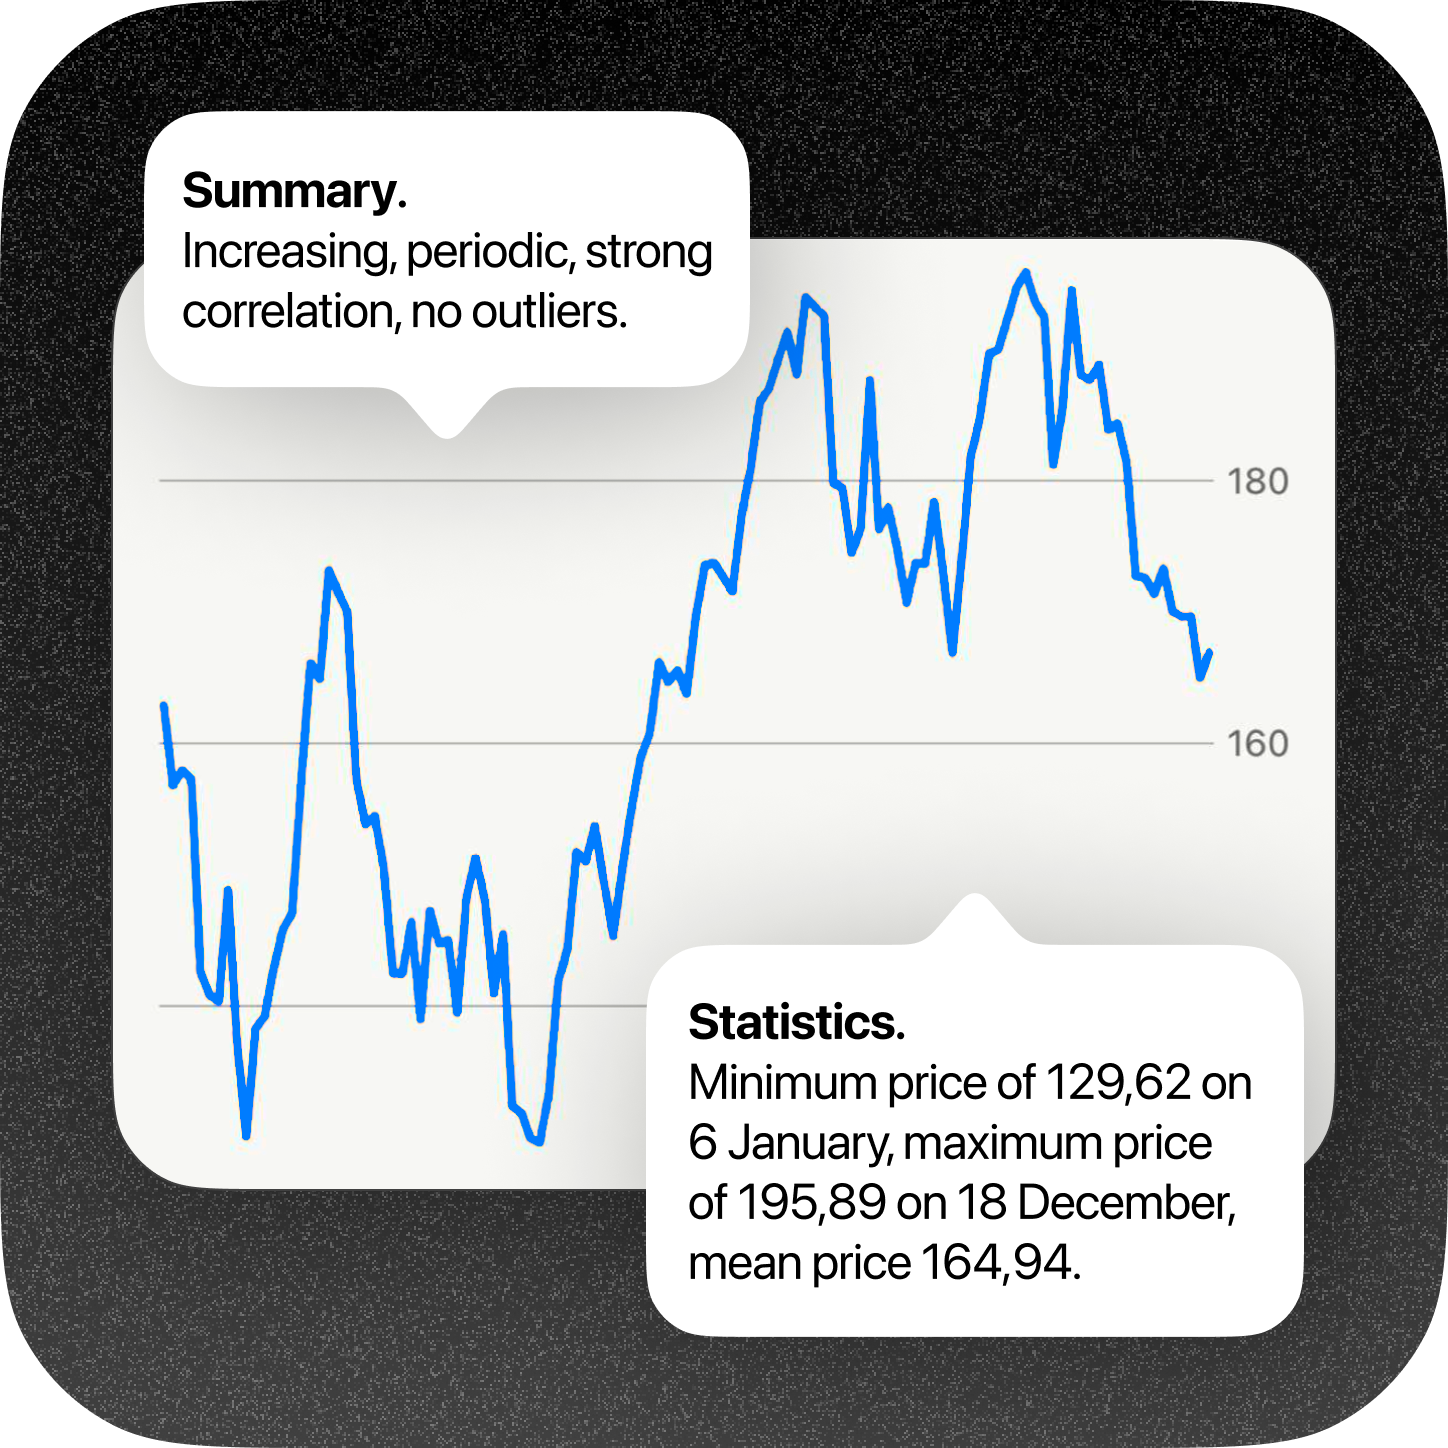 Summary.
Increasing, periodic, strong
correlation, no outliers.
180
160
Statistics.
Minimum price of 129,62 on
6 January, maximum price
of 195,89 on 18 December,
mean price 164,94.